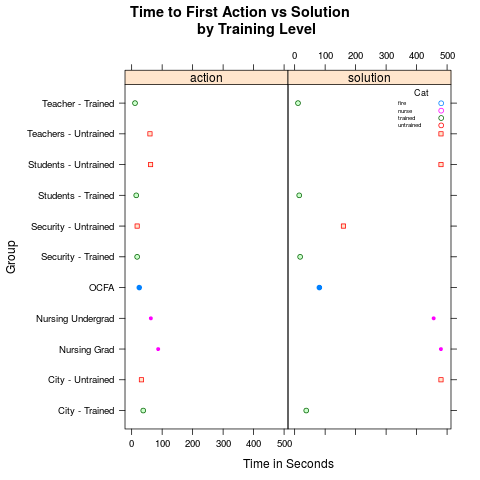 Time to First Action vs Solution
by Training Level
0 100 200 300 400 500
action solution
Cat
fire
nurse
trained
untrained
Teacher - Trained
Teachers - Untrained
Students - Untrained
Students - Trained
Security - Untrained
Security - Trained
OCFA
Nursing Undergrad
Nursing Grad
City - Untrained
City - Trained
Group
0 100 200 300 400 500
Time in Seconds